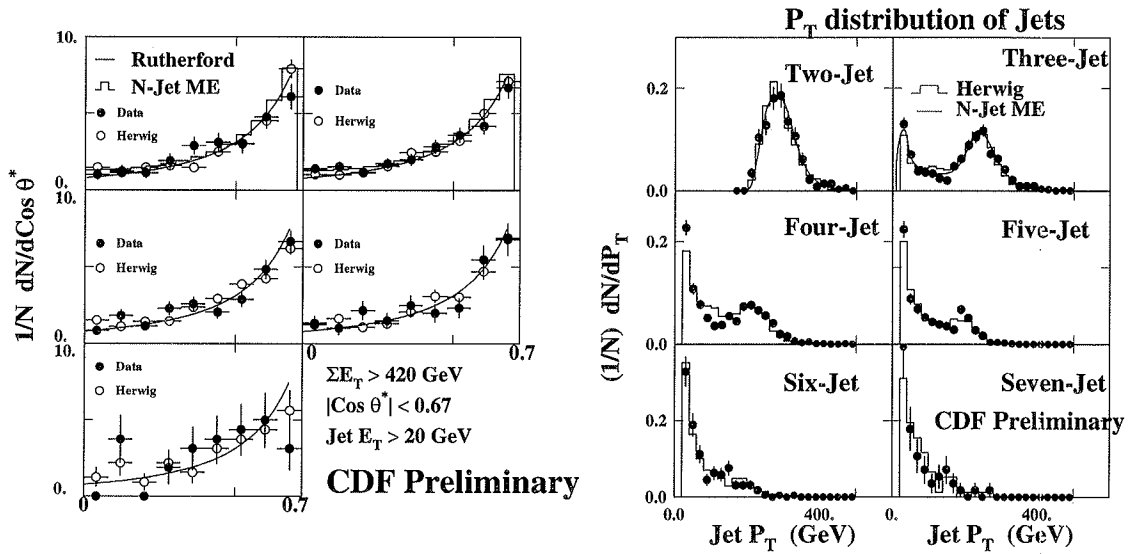 P_T distribution of Jets
10.
Rutherford
N-Jet ME
Data
Herwig
0.
Data
Herwig
10.
Data
Herwig
0.
Data
Herwig
0
0.7
10.
Data
Herwig
0.
0
0.7
1/N dN/dCos θ*
ΣE_T > 420 GeV
|Cos θ*| < 0.67
Jet E_T > 20 GeV
CDF Preliminary
Two-Jet
Three-Jet
Herwig
N-Jet ME
0.2
0.0
Four-Jet
Five-Jet
0.2
0.0
Six-Jet
Seven-Jet
CDF Preliminary
0.2
0.0
0.0
400.
0.
400.
Jet P_T (GeV)
Jet P_T (GeV)
(1/N) dN/dP_T